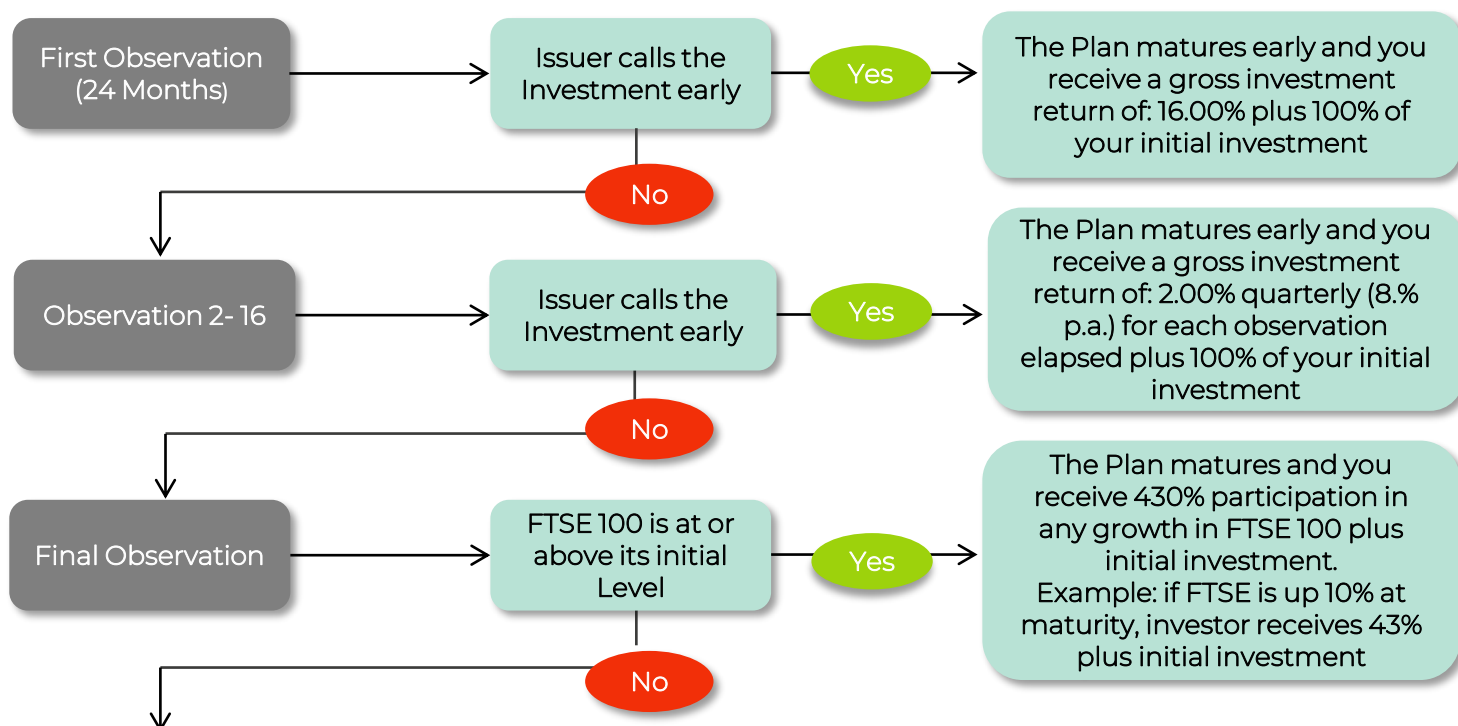 First Observation
(24 Months)
Issuer calls the
Investment early
Yes
The Plan matures early and you
receive a gross investment
return of: 16.00% plus 100% of
your initial investment
No
Observation 2- 16
Issuer calls the
Investment early
Yes
The Plan matures early and you
receive a gross investment
return of: 2.00% quarterly (8.%
p.a.) for each observation
elapsed plus 100% of your initial
investment
No
Final Observation
FTSE 100 is at or
above its initial
Level
Yes
The Plan matures and you
receive 430% participation in
any growth in FTSE 100 plus
initial investment.
Example: if FTSE is up 10% at
maturity, investor receives 43%
plus initial investment
No